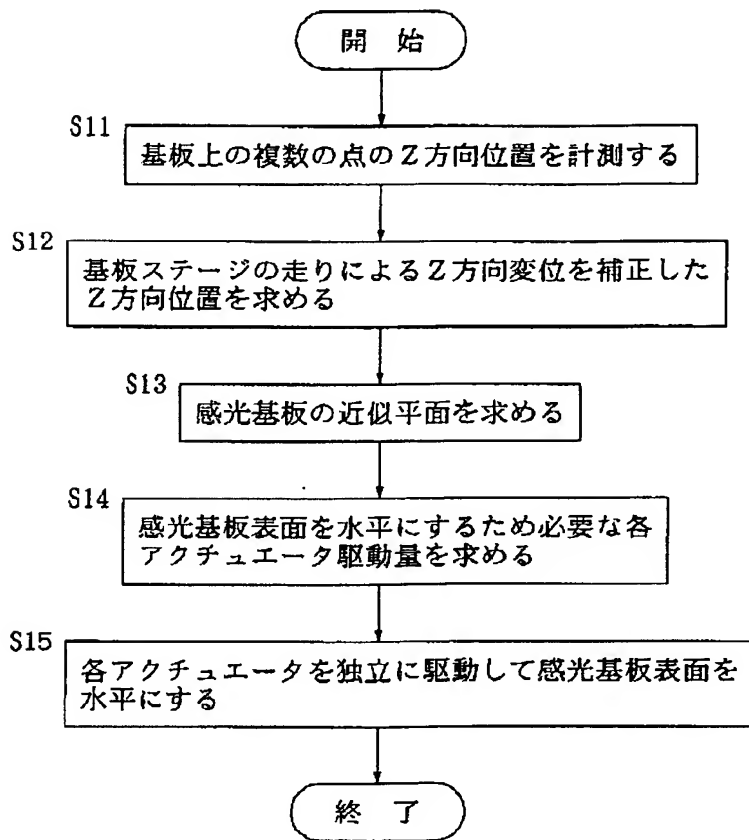 開 始
S11
基板上の複数の点のZ方向位置を計測する
S12
基板ステージの走りによるZ方向変位を補正した
Z方向位置を求める
S13
感光基板の近似平面を求める
S14
感光基板表面を水平にするため必要な各
アクチュエータ駆動量を求める
S15
各アクチュエータを独立に駆動して感光基板表面を
水平にする
終 了